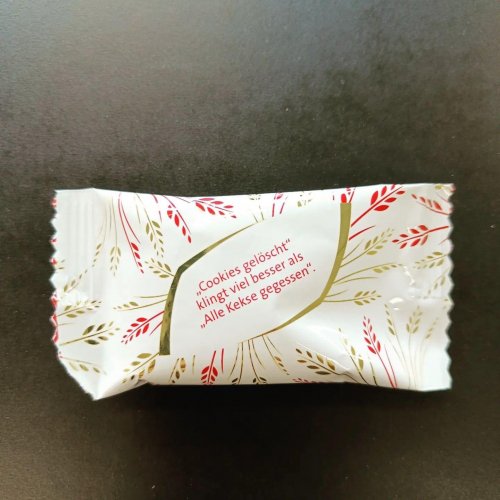 „Cookies gelöscht“
klingt viel besser als
„Alle Kekse gegessen“.